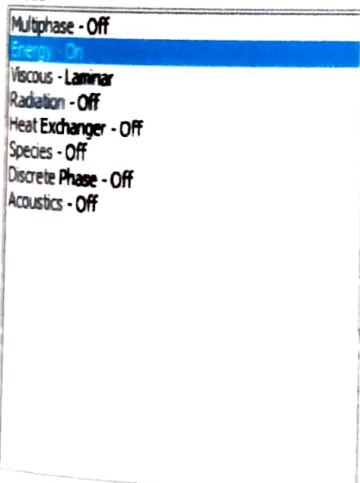 Multiphase - Off
Energy - On
Viscous - Laminar
Radiation - Off
Heat Exchanger - Off
Species - Off
Discrete Phase - Off
Acoustics - Off